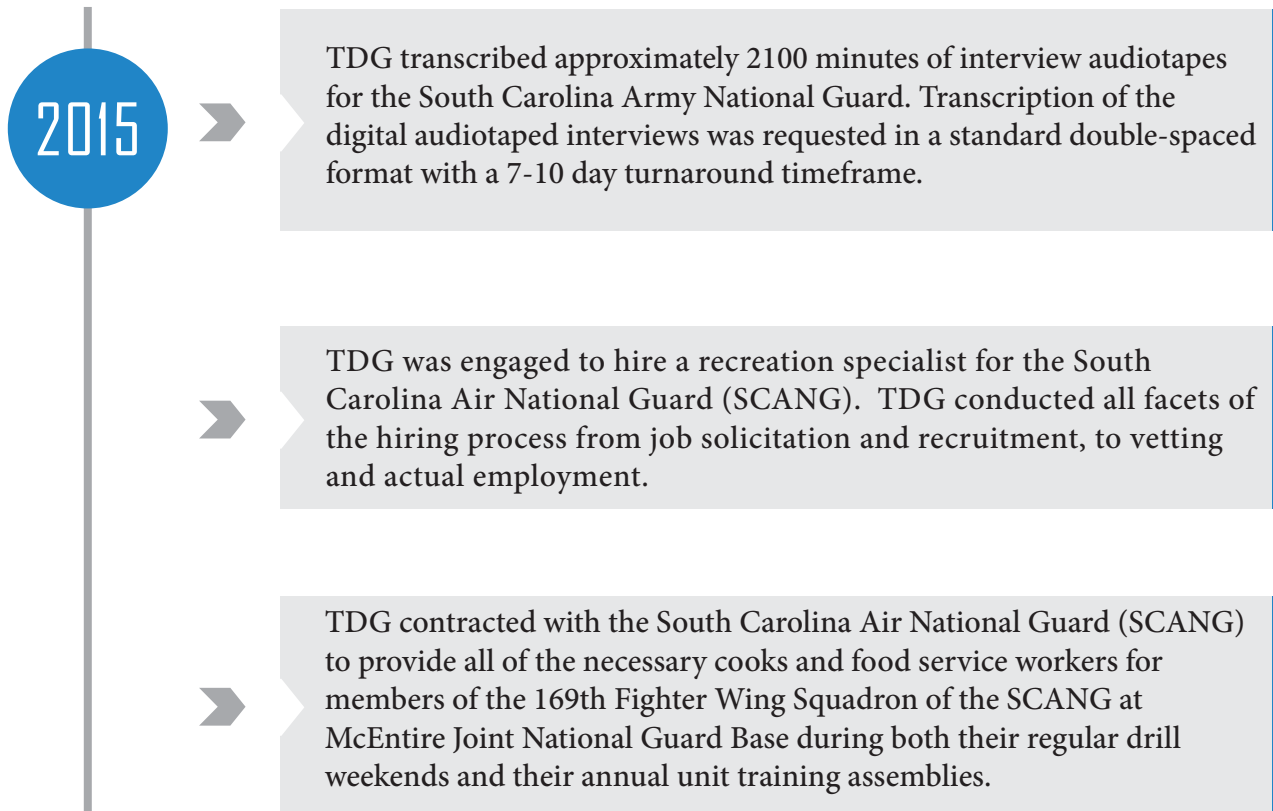 2015
TDG transcribed approximately 2100 minutes of interview audiotapes
for the South Carolina Army National Guard. Transcription of the
digital audiotaped interviews was requested in a standard double-spaced
format with a 7-10 day turnaround timeframe.
TDG was engaged to hire a recreation specialist for the South
Carolina Air National Guard (SCANG).  TDG conducted all facets of
the hiring process from job solicitation and recruitment, to vetting
and actual employment.
TDG contracted with the South Carolina Air National Guard (SCANG)
to provide all of the necessary cooks and food service workers for
members of the 169th Fighter Wing Squadron of the SCANG at
McEntire Joint National Guard Base during both their regular drill
weekends and their annual unit training assemblies.